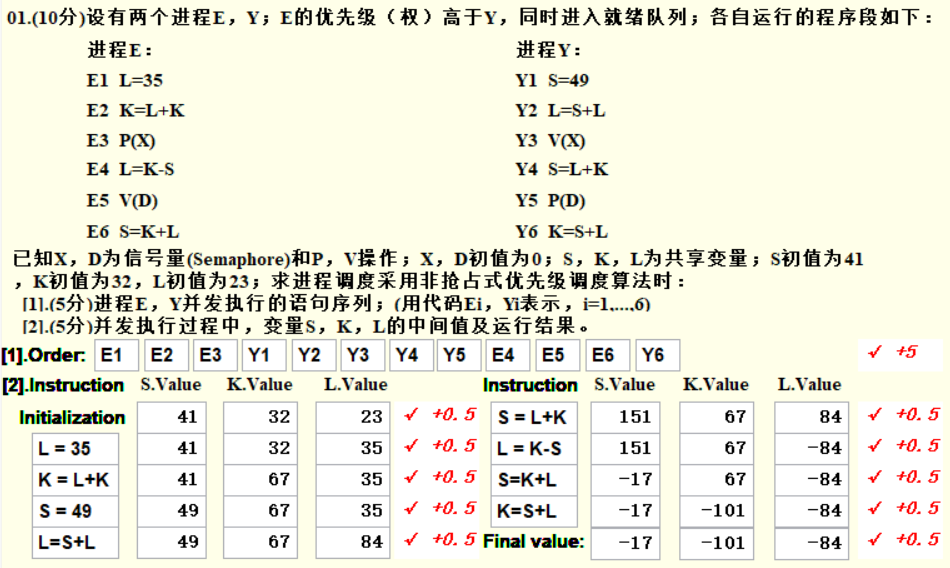 01.(10分)设有两个进程E，Y；E的优先级（权）高于Y，同时进入就绪队列；各自运行的程序段如下：
进程E： 进程Y：
E1 L=35 Y1 S=49
E2 K=L+K Y2 L=S+L
E3 P(X) Y3 V(X)
E4 L=K-S Y4 S=L+K
E5 V(D) Y5 P(D)
E6 S=K+L Y6 K=S+L
已知X，D为信号量(Semaphore)和P，V操作；X，D初值为0；S，K，L为共享变量；S初值为41
，K初值为32，L初值为23；求进程调度采用非抢占式优先级调度算法时：
[1].(5分)进程E，Y并发执行的语句序列；(用代码Ei，Yi表示，i=1,...,6)
[2].(5分)并发执行过程中，变量S，K，L的中间值及运行结果。
[1].Order: E1 E2 E3 Y1 Y2 Y3 Y4 Y5 E4 E5 E6 Y6 ✓ +5
[2].Instruction S.Value K.Value L.Value Instruction S.Value K.Value L.Value
Initialization 41 32 23 ✓ +0.5 S = L+K 151 67 84 ✓ +0.5
L = 35 41 32 35 ✓ +0.5 L = K-S 151 67 -84 ✓ +0.5
K = L+K 41 67 35 ✓ +0.5 S=K+L -17 67 -84 ✓ +0.5
S = 49 49 67 35 ✓ +0.5 K=S+L -17 -101 -84 ✓ +0.5
L=S+L 49 67 84 ✓ +0.5 Final value: -17 -101 -84 ✓ +0.5